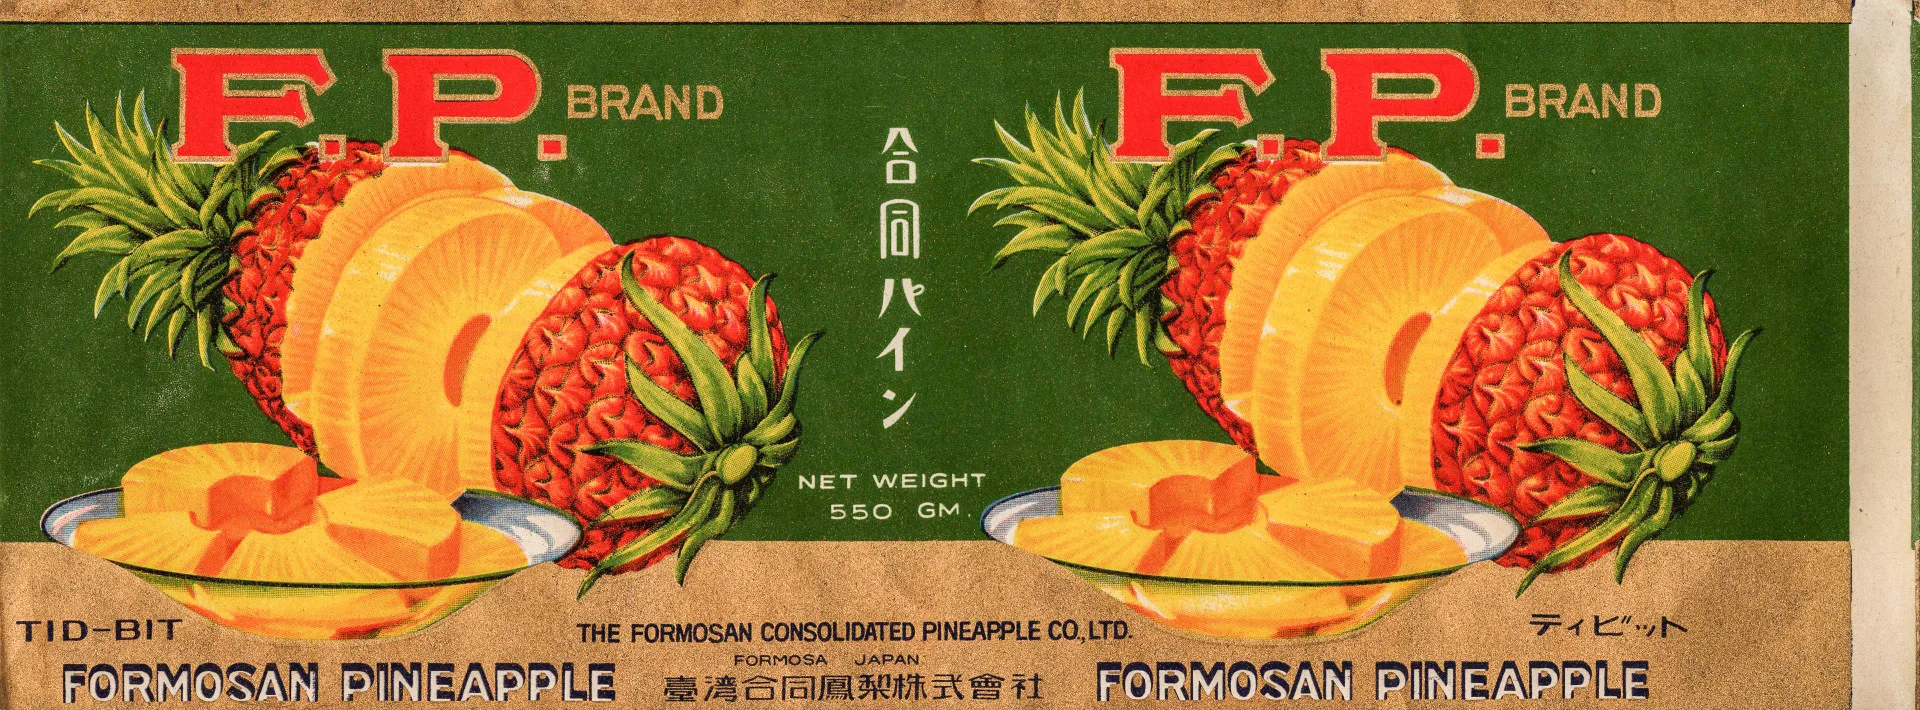 F.P. BRAND
合同パイン
NET WEIGHT
550 GM.
F.P. BRAND
TID-BIT
FORMOSAN PINEAPPLE
THE FORMOSAN CONSOLIDATED PINEAPPLE CO., LTD.
FORMOSA JAPAN
臺灣合同鳳梨株式會社
ティビット
FORMOSAN PINEAPPLE